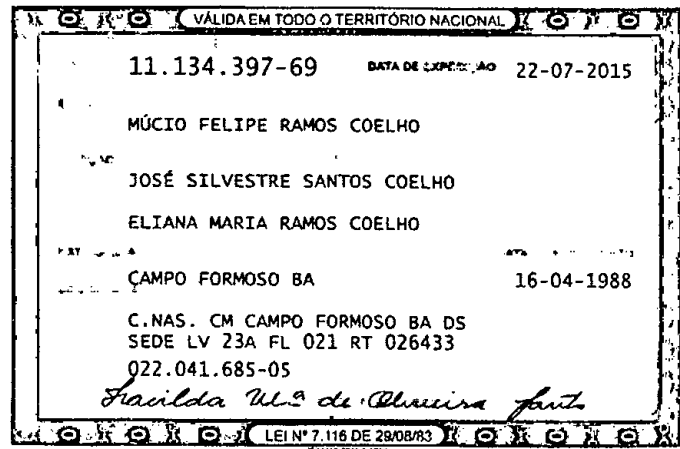 VÁLIDA EM TODO O TERRITÓRIO NACIONAL
11.134.397-69 DATA DE EXPEDIÇÃO 22-07-2015
MÚCIO FELIPE RAMOS COELHO
JOSÉ SILVESTRE SANTOS COELHO
ELIANA MARIA RAMOS COELHO
CAMPO FORMOSO BA 16-04-1988
C.NAS. CM CAMPO FORMOSO BA DS
SEDE LV 23A FL 021 RT 026433
022.041.685-05
LEI Nº 7.116 DE 29/08/83